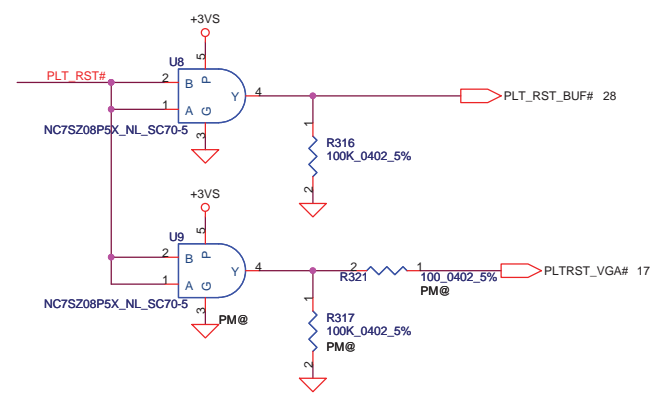 +3VS
U8
5
PLT_RST#
2
B
P
Y
4
PLT_RST_BUF# 28
1
A
G
3
NC7SZ08P5X_NL_SC70-5
1
R316
100K_0402_5%
2
+3VS
U9
5
2
B
P
Y
4
2
R321
1
100_0402_5%
PM@
PLTRST_VGA# 17
1
A
G
3
NC7SZ08P5X_NL_SC70-5
PM@
1
R317
100K_0402_5%
PM@
2